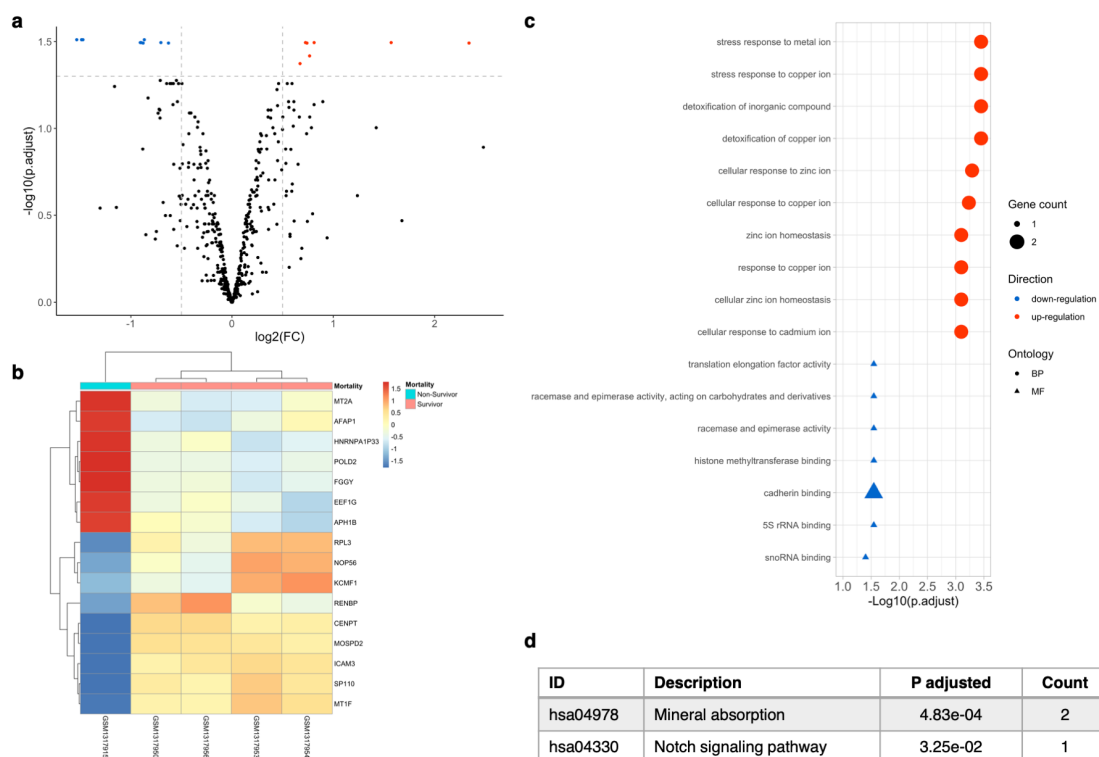 a
1.5
1.0
0.5
0.0
-log10(p.adjust)
-1
0
1
2
log2(FC)
b
Mortality
MT2A
AFAP1
HNRNPA1P33
POLD2
FGGY
EEF1G
APH1B
RPL3
NOP56
KCMF1
RENBP
CENPT
MOSPD2
ICAM3
SP110
MT1F
1.5
1
0.5
0
-0.5
-1
-1.5
Mortality
Non-Survivor
Survivor
c
stress response to metal ion
stress response to copper ion
detoxification of inorganic compound
detoxification of copper ion
cellular response to zinc ion
cellular response to copper ion
zinc ion homeostasis
response to copper ion
cellular zinc ion homeostasis
cellular response to cadmium ion
translation elongation factor activity
racemase and epimerase activity, acting on carbohydrates and derivatives
racemase and epimerase activity
histone methyltransferase binding
cadherin binding
5S rRNA binding
snoRNA binding
1.0 1.5 2.0 2.5 3.0 3.5
-Log10(p.adjust)
Gene count
1
2
Direction
down-regulation
up-regulation
Ontology
BP
MF
d
ID Description P adjusted Count
hsa04978 Mineral absorption 4.83e-04 2
hsa04330 Notch signaling pathway 3.25e-02 1